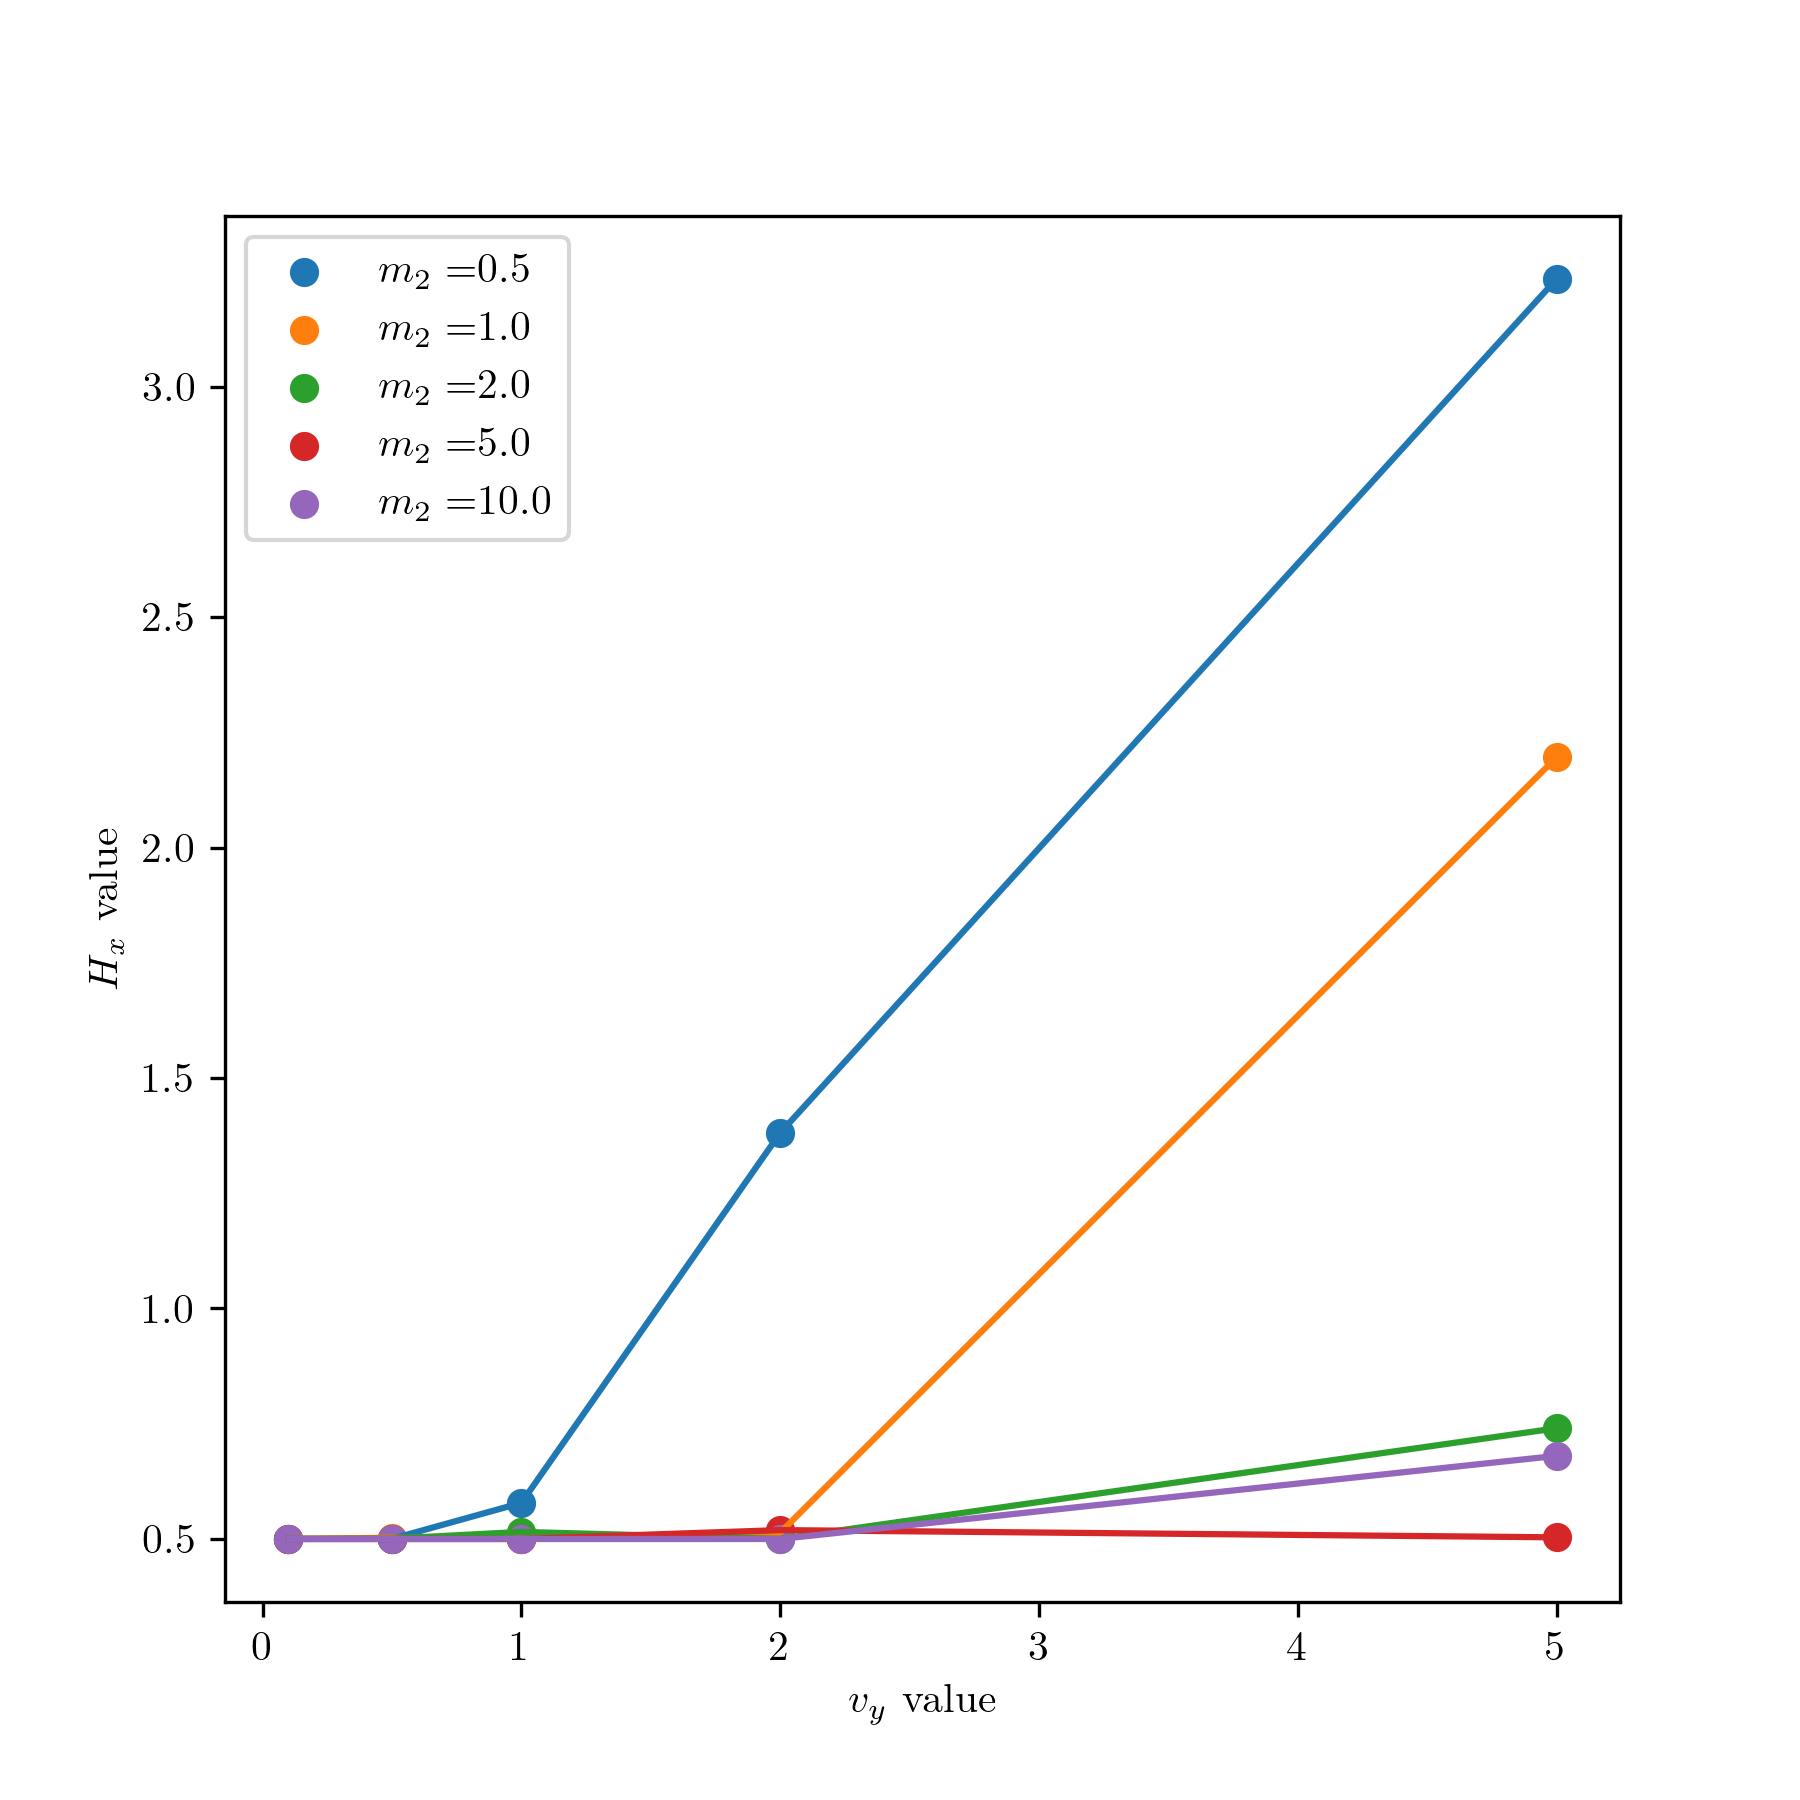 m₂ =0.5
m₂ =1.0
m₂ =2.0
m₂ =5.0
m₂ =10.0
3.0
2.5
2.0
1.5
1.0
0.5
Hₓ value
0 1 2 3 4 5
v_y value